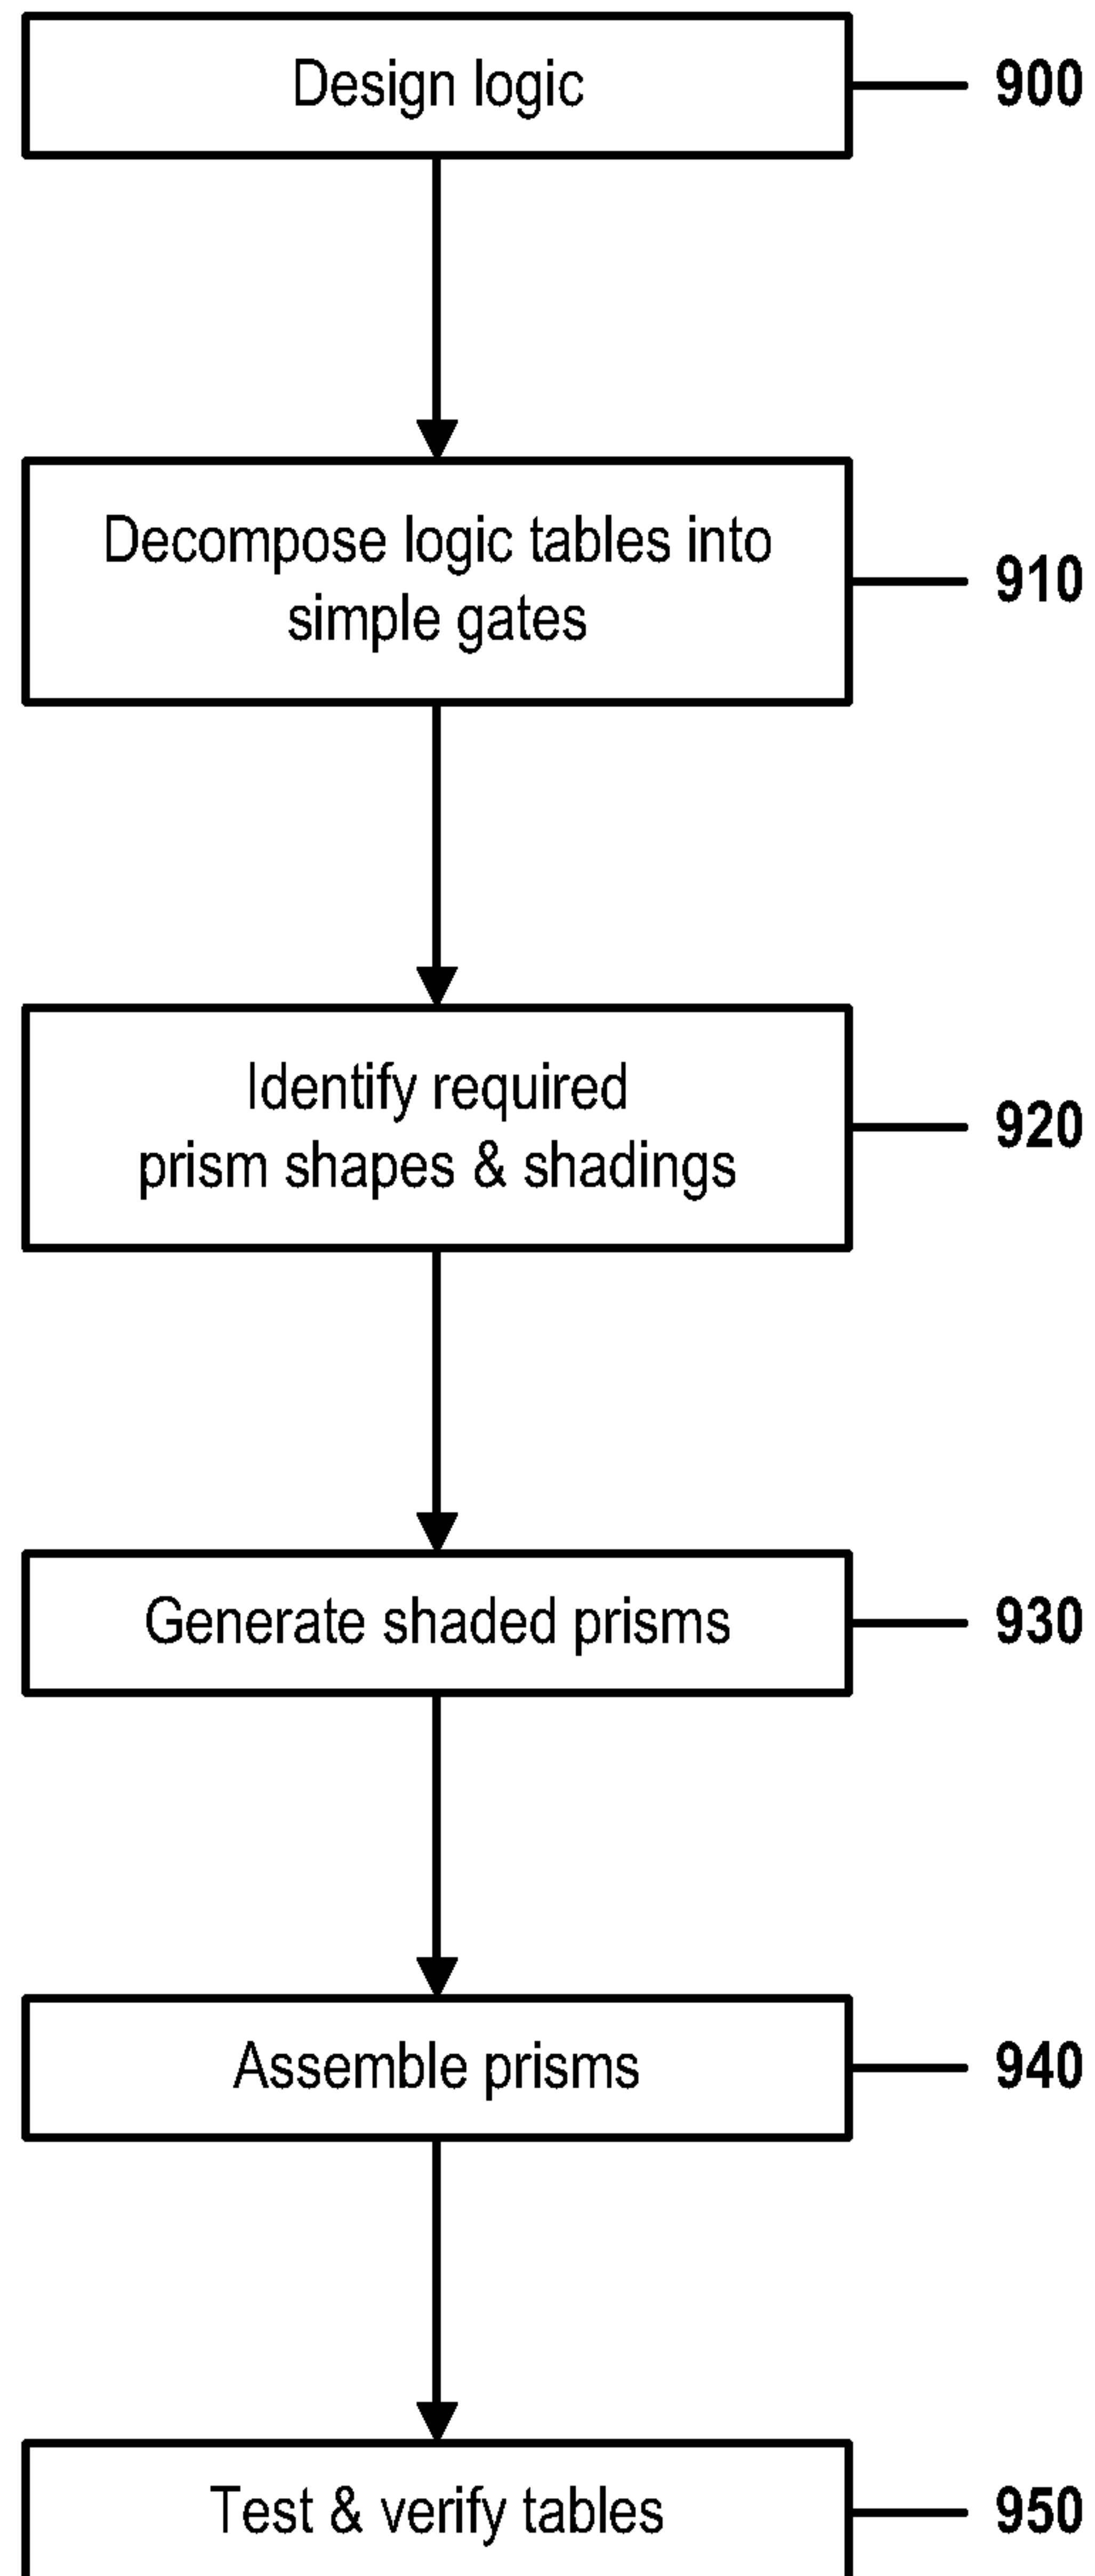 Design logic
900
Decompose logic tables into
simple gates
910
Identify required
prism shapes & shadings
920
Generate shaded prisms
930
Assemble prisms
940
Test & verify tables
950